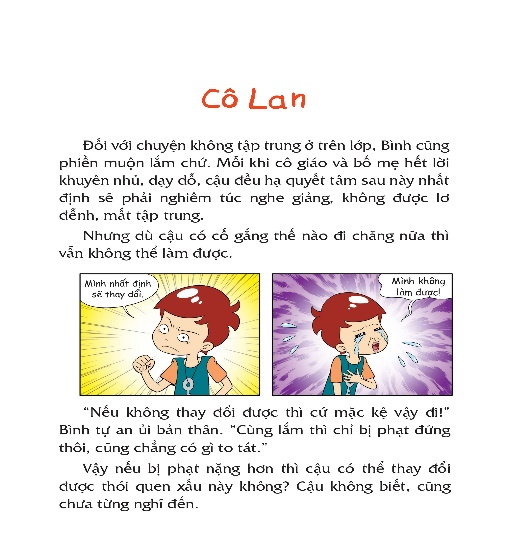 Cô Lan
Đối với chuyện không tập trung ở trên lớp, Bình cũng
phiền muộn lắm chứ. Mỗi khi cô giáo và bố mẹ hết lời
khuyên nhủ, dạy dỗ, cậu đều hạ quyết tâm sau này nhất
định sẽ phải nghiêm túc nghe giảng, không được lơ
đễnh, mất tập trung.
Nhưng dù cậu có cố gắng thế nào đi chăng nữa thì
vẫn không thể làm được.
Mình nhất định
sẽ thay đổi.
Mình không
làm được!
“Nếu không thay đổi được thì cứ mặc kệ vậy đi!”
Bình tự an ủi bản thân. “Cùng lắm thì chỉ bị phạt đứng
thôi, cũng chẳng có gì to tát.”
Vậy nếu bị phạt nặng hơn thì cậu có thể thay đổi
được thói quen xấu này không? Cậu không biết, cũng
chưa từng nghĩ đến.